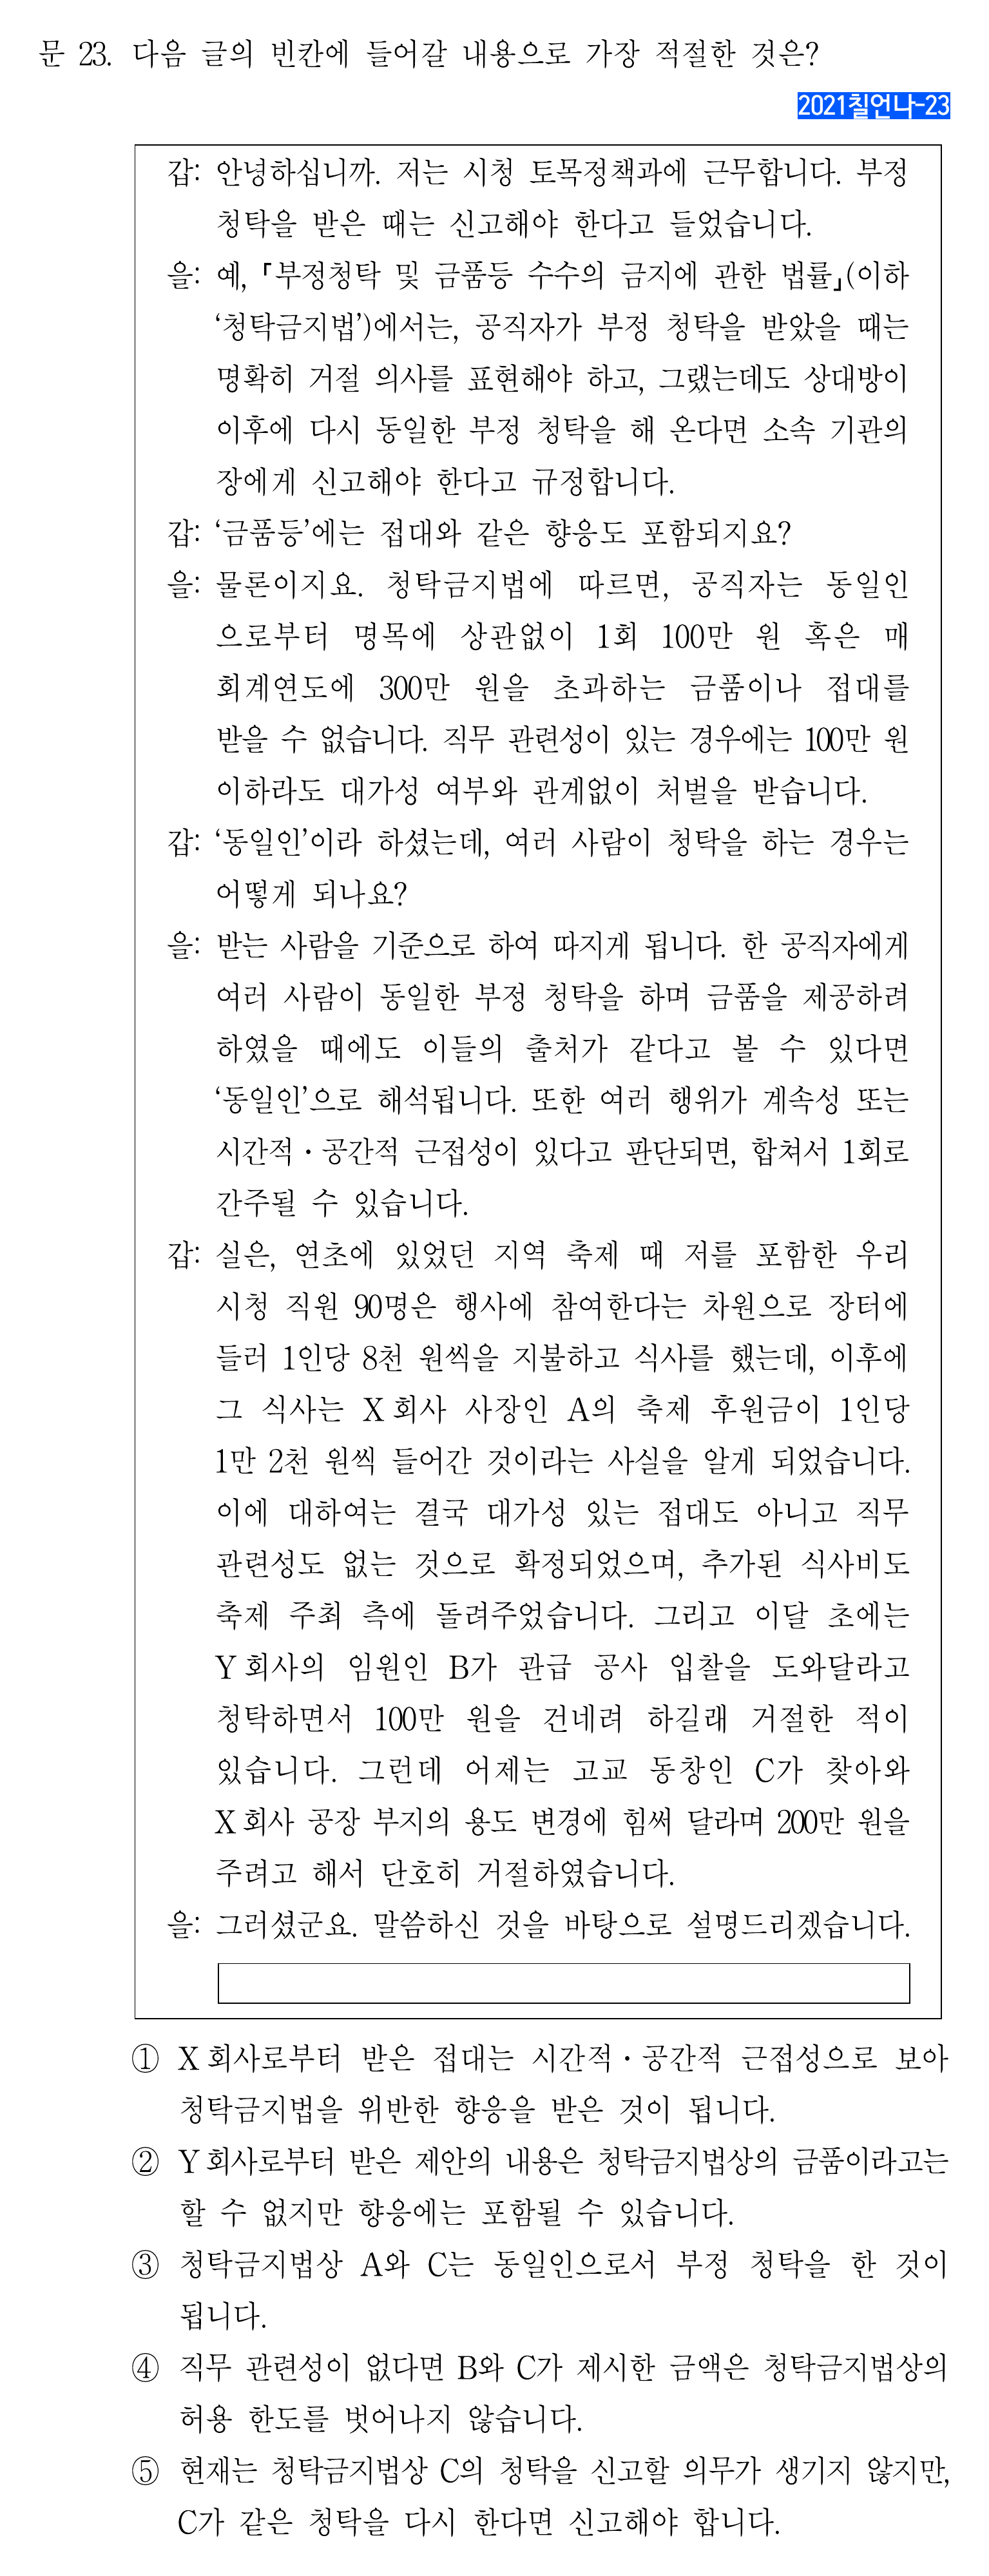 문 23. 다음 글의 빈칸에 들어갈 내용으로 가장 적절한 것은?
2021칠언나-23
갑: 안녕하십니까. 저는 시청 토목정책과에 근무합니다. 부정
청탁을 받은 때는 신고해야 한다고 들었습니다.
을: 예, 「부정청탁 및 금품등 수수의 금지에 관한 법률」(이하
‘청탁금지법’)에서는, 공직자가 부정 청탁을 받았을 때는
명확히 거절 의사를 표현해야 하고, 그랬는데도 상대방이
이후에 다시 동일한 부정 청탁을 해 온다면 소속 기관의
장에게 신고해야 한다고 규정합니다.
갑: ‘금품등’에는 접대와 같은 향응도 포함되지요?
을: 물론이지요. 청탁금지법에 따르면, 공직자는 동일인
으로부터 명목에 상관없이 1회 100만 원 혹은 매
회계연도에 300만 원을 초과하는 금품이나 접대를
받을 수 없습니다. 직무 관련성이 있는 경우에는 100만 원
이하라도 대가성 여부와 관계없이 처벌을 받습니다.
갑: ‘동일인’이라 하셨는데, 여러 사람이 청탁을 하는 경우는
어떻게 되나요?
을: 받는 사람을 기준으로 하여 따지게 됩니다. 한 공직자에게
여러 사람이 동일한 부정 청탁을 하며 금품을 제공하려
하였을 때에도 이들의 출처가 같다고 볼 수 있다면
‘동일인’으로 해석됩니다. 또한 여러 행위가 계속성 또는
시간적・공간적 근접성이 있다고 판단되면, 합쳐서 1회로
간주될 수 있습니다.
갑: 실은, 연초에 있었던 지역 축제 때 저를 포함한 우리
시청 직원 90명은 행사에 참여한다는 차원으로 장터에
들러 1인당 8천 원씩을 지불하고 식사를 했는데, 이후에
그 식사는 X회사 사장인 A의 축제 후원금이 1인당
1만 2천 원씩 들어간 것이라는 사실을 알게 되었습니다.
이에 대하여는 결국 대가성 있는 접대도 아니고 직무
관련성도 없는 것으로 확정되었으며, 추가된 식사비도
축제 주최 측에 돌려주었습니다. 그리고 이달 초에는
Y회사의 임원인 B가 관급 공사 입찰을 도와달라고
청탁하면서 100만 원을 건네려 하길래 거절한 적이
있습니다. 그런데 어제는 고교 동창인 C가 찾아와
X회사 공장 부지의 용도 변경에 힘써 달라며 200만 원을
주려고 해서 단호히 거절하였습니다.
을: 그러셨군요. 말씀하신 것을 바탕으로 설명드리겠습니다.
① X회사로부터 받은 접대는 시간적・공간적 근접성으로 보아
청탁금지법을 위반한 향응을 받은 것이 됩니다.
② Y회사로부터 받은 제안의 내용은 청탁금지법상의 금품이라고는
할 수 없지만 향응에는 포함될 수 있습니다.
③ 청탁금지법상 A와 C는 동일인으로서 부정 청탁을 한 것이
됩니다.
④ 직무 관련성이 없다면 B와 C가 제시한 금액은 청탁금지법상의
허용 한도를 벗어나지 않습니다.
⑤ 현재는 청탁금지법상 C의 청탁을 신고할 의무가 생기지 않지만,
C가 같은 청탁을 다시 한다면 신고해야 합니다.